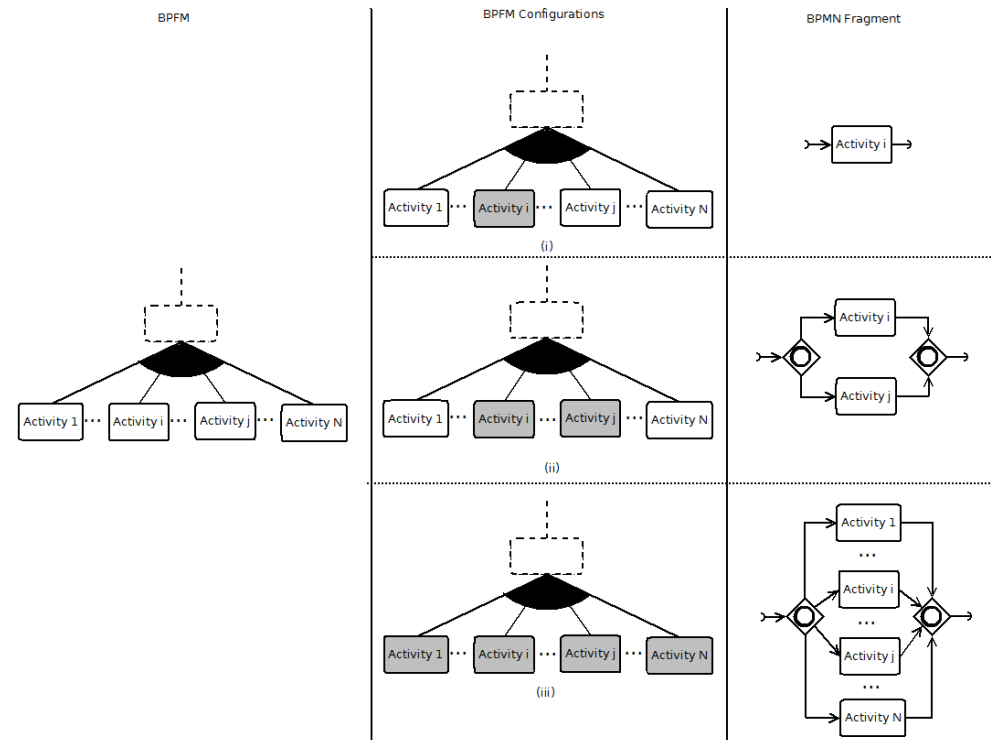 BPFM
BPFM Configurations
BPMN Fragment
Activity 1 ... Activity i ... Activity j ... Activity N
Activity 1 ... Activity i ... Activity j ... Activity N
(i)
Activity i
Activity 1 ... Activity i ... Activity j ... Activity N
(ii)
Activity i
Activity j
Activity 1 ... Activity i ... Activity j ... Activity N
(iii)
Activity 1
...
Activity i
...
Activity j
...
Activity N